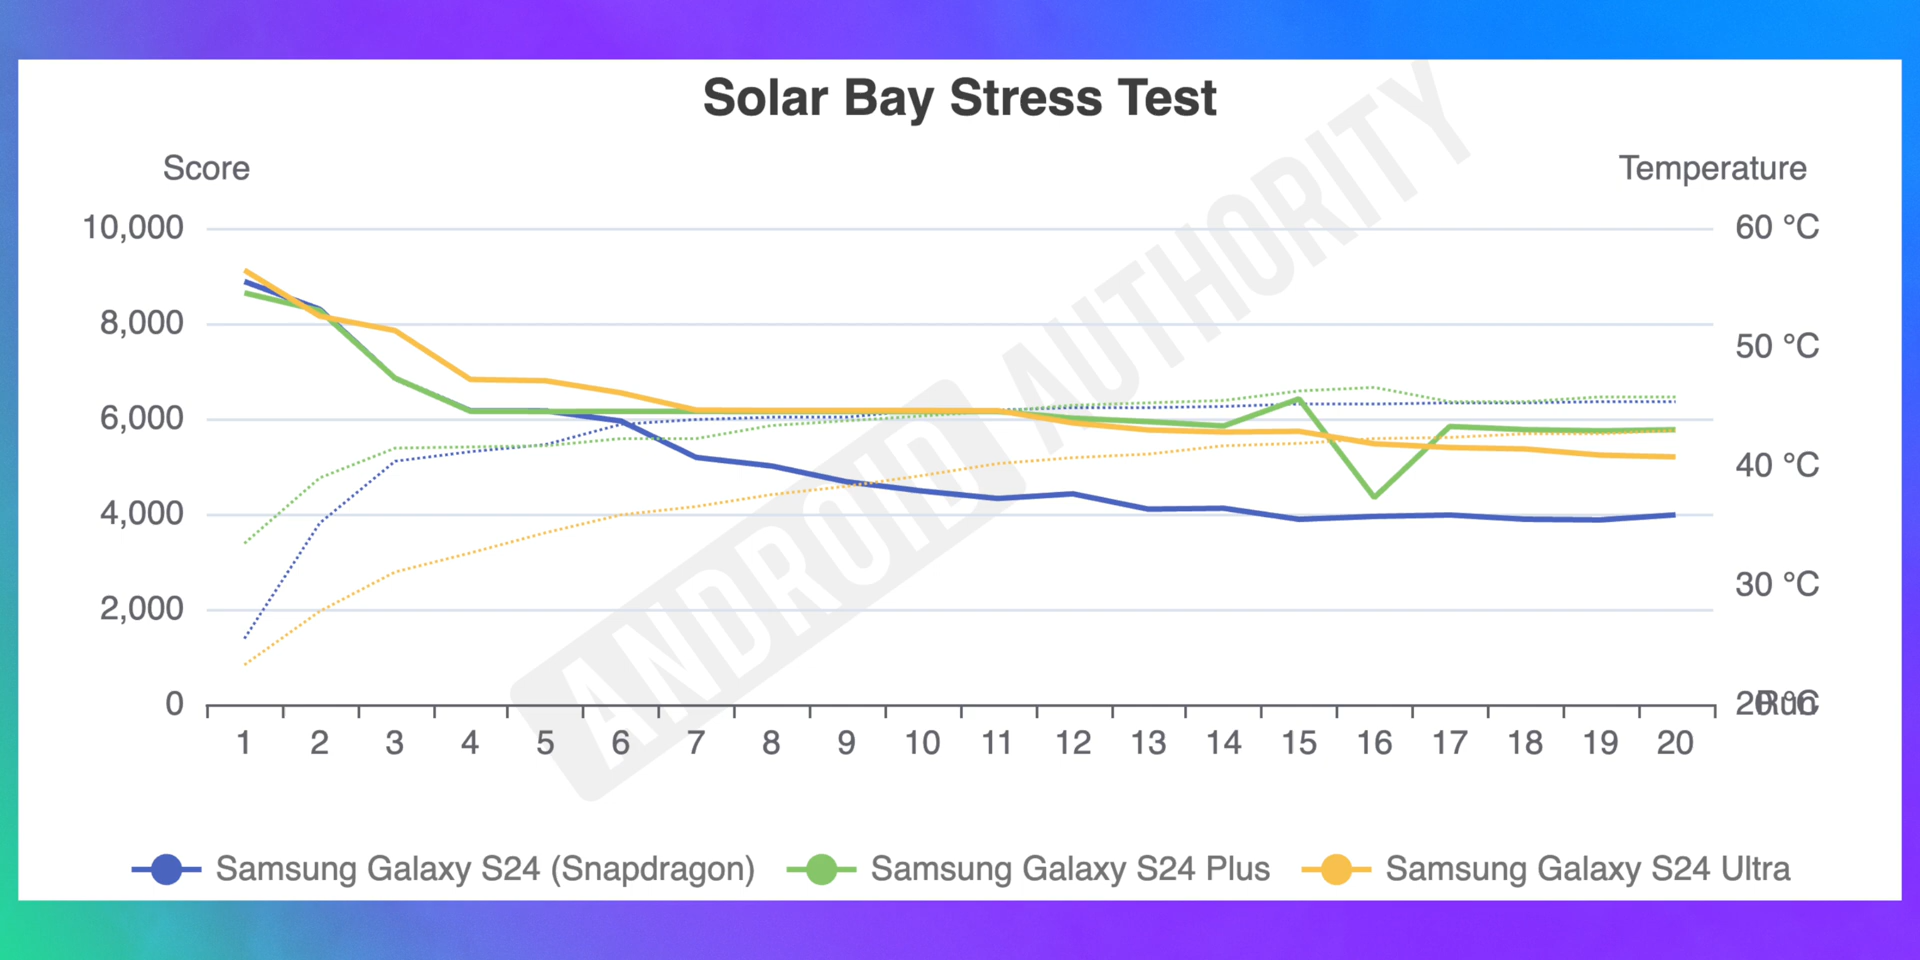 Solar Bay Stress Test
Score
Temperature
10,000
8,000
6,000
4,000
2,000
0
60 °C
50 °C
40 °C
30 °C
20 °C
Run
1 2 3 4 5 6 7 8 9 10 11 12 13 14 15 16 17 18 19 20
ANDROID AUTHORITY
Samsung Galaxy S24 (Snapdragon) Samsung Galaxy S24 Plus Samsung Galaxy S24 Ultra